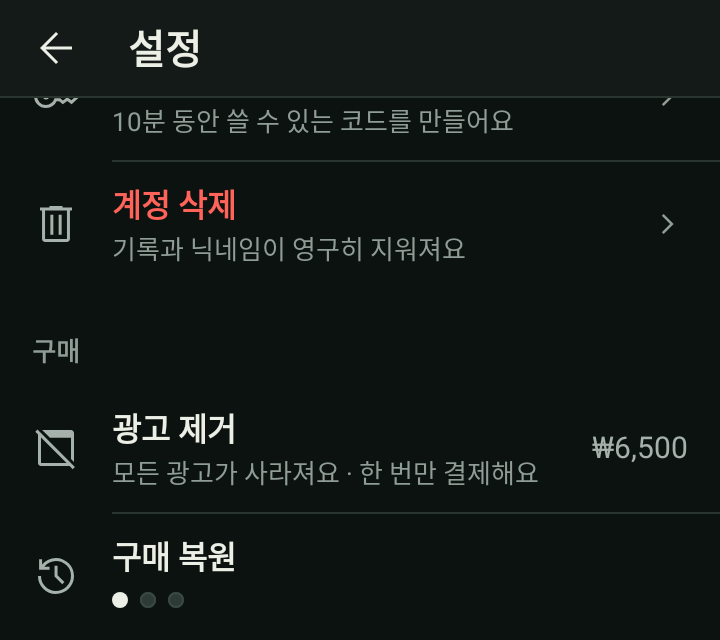 설정
10분 동안 쓸 수 있는 코드를 만들어요
계정 삭제
기록과 닉네임이 영구히 지워져요
구매
광고 제거
모든 광고가 사라져요 · 한 번만 결제해요
₩6,500
구매 복원